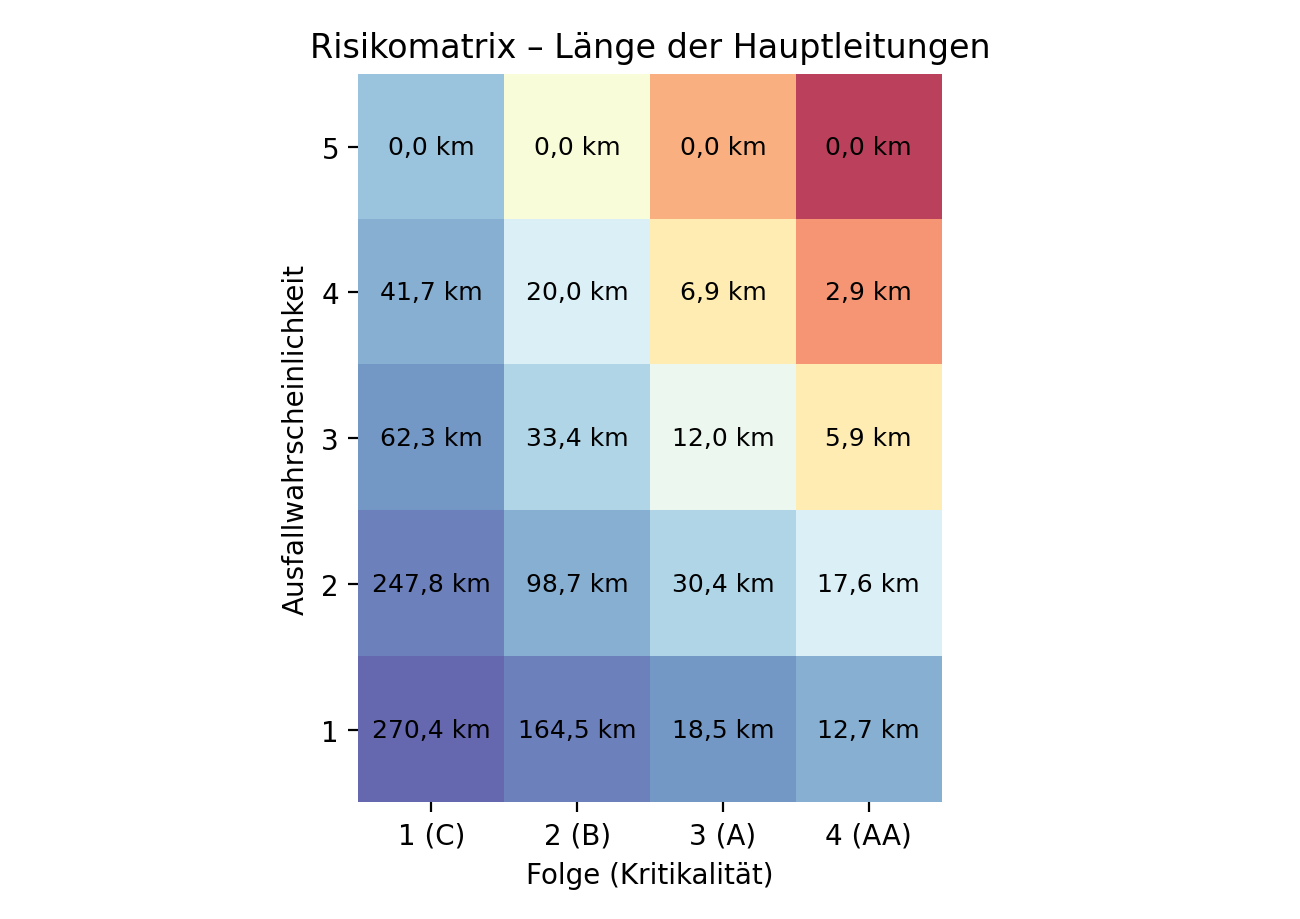 Risikomatrix – Länge der Hauptleitungen
Ausfallwahrscheinlichkeit
5 0,0 km 0,0 km 0,0 km 0,0 km
4 41,7 km 20,0 km 6,9 km 2,9 km
3 62,3 km 33,4 km 12,0 km 5,9 km
2 247,8 km 98,7 km 30,4 km 17,6 km
1 270,4 km 164,5 km 18,5 km 12,7 km
1 (C) 2 (B) 3 (A) 4 (AA)
Folge (Kritikalität)